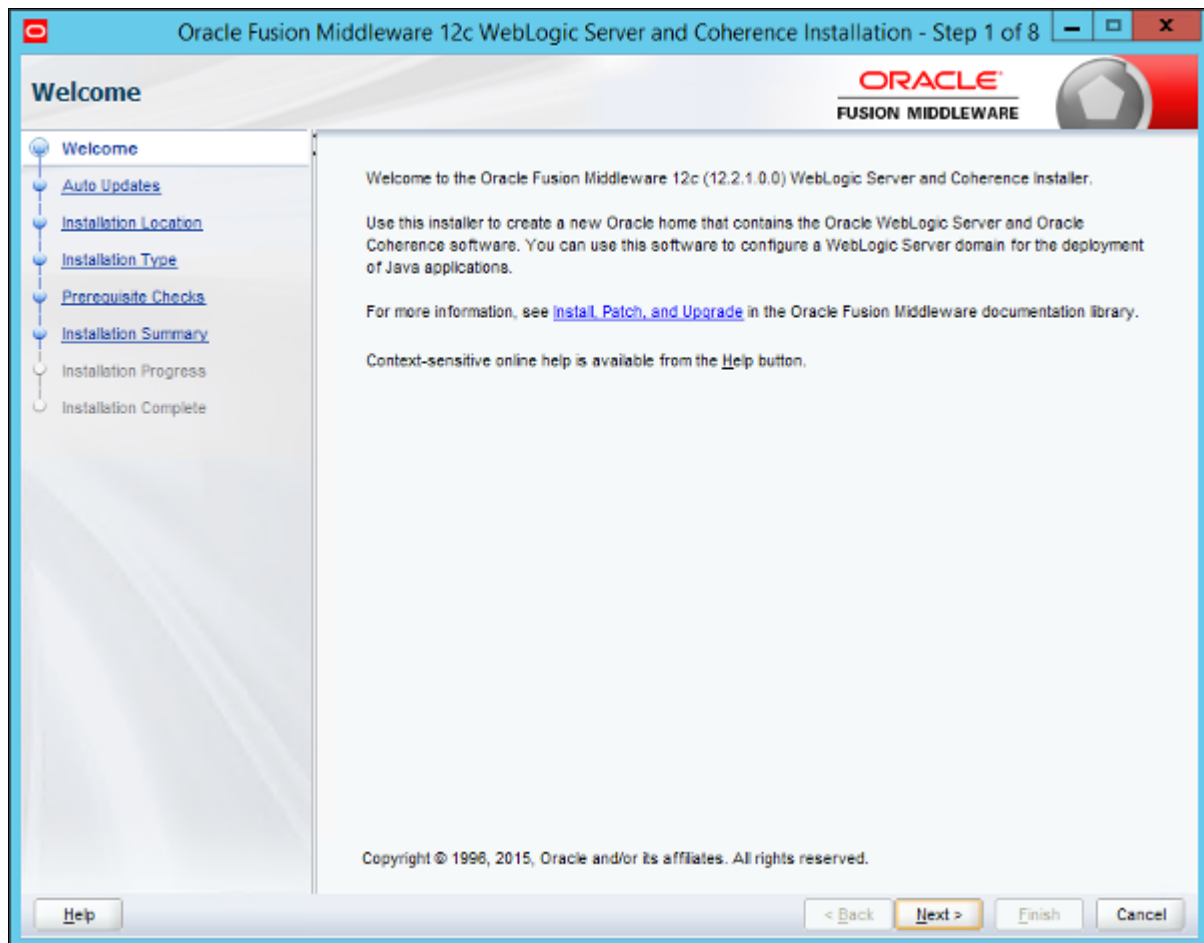 Oracle Fusion Middleware 12c WebLogic Server and Coherence Installation - Step 1 of 8
Welcome
ORACLE
FUSION MIDDLEWARE
Welcome
Auto Updates
Installation Location
Installation Type
Prerequisite Checks
Installation Summary
Installation Progress
Installation Complete
Welcome to the Oracle Fusion Middleware 12c (12.2.1.0.0) WebLogic Server and Coherence Installer.
Use this installer to create a new Oracle home that contains the Oracle WebLogic Server and Oracle
Coherence software. You can use this software to configure a WebLogic Server domain for the deployment
of Java applications.
For more information, see Install, Patch, and Upgrade in the Oracle Fusion Middleware documentation library.
Context-sensitive online help is available from the Help button.
Copyright © 1996, 2015, Oracle and/or its affiliates. All rights reserved.
Help
< Back
Next >
Finish
Cancel